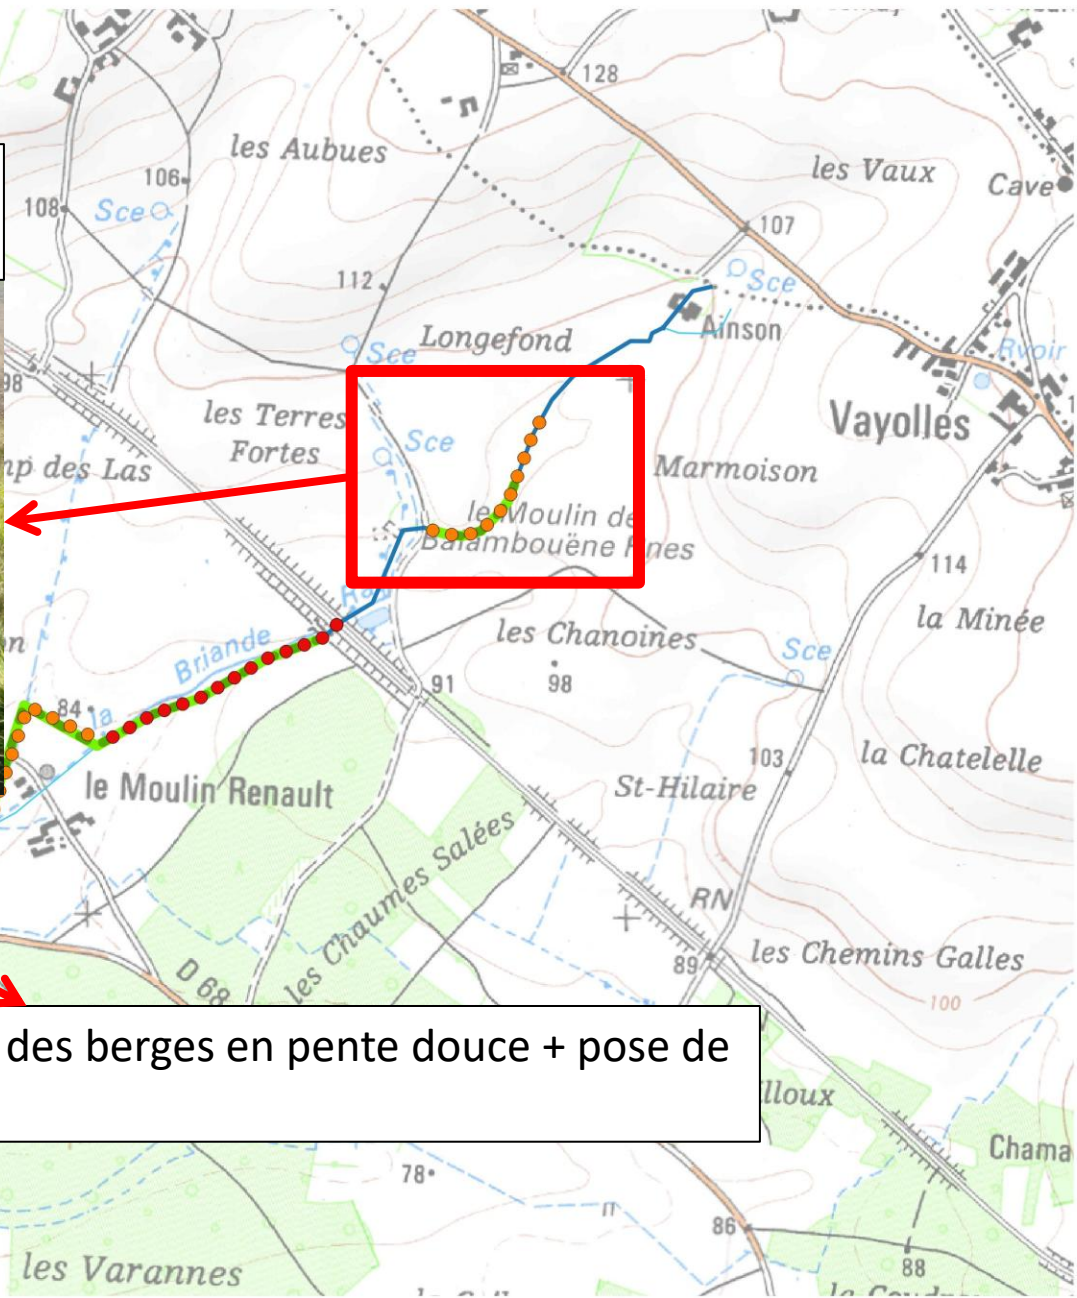 128
les Aubues
les Vaux
106
Cave
108
Sce
107
112
Sce
Longefond
Ainson
Sce
98
Rvoir
les Terres
Fortes
Sce
Vayolles
mp des Las
Marmoison
le Moulin de
Balambouëne
114
la Minée
les Chanoines
Sce
Briande
la
91
98
84
103
la Chatelelle
le Moulin Renault
St-Hilaire
les Chaumes Salées
RN
D 68
89
les Chemins Galles
100
des berges en pente douce + pose de
lloux
Chama
78
86
les Varannes
88